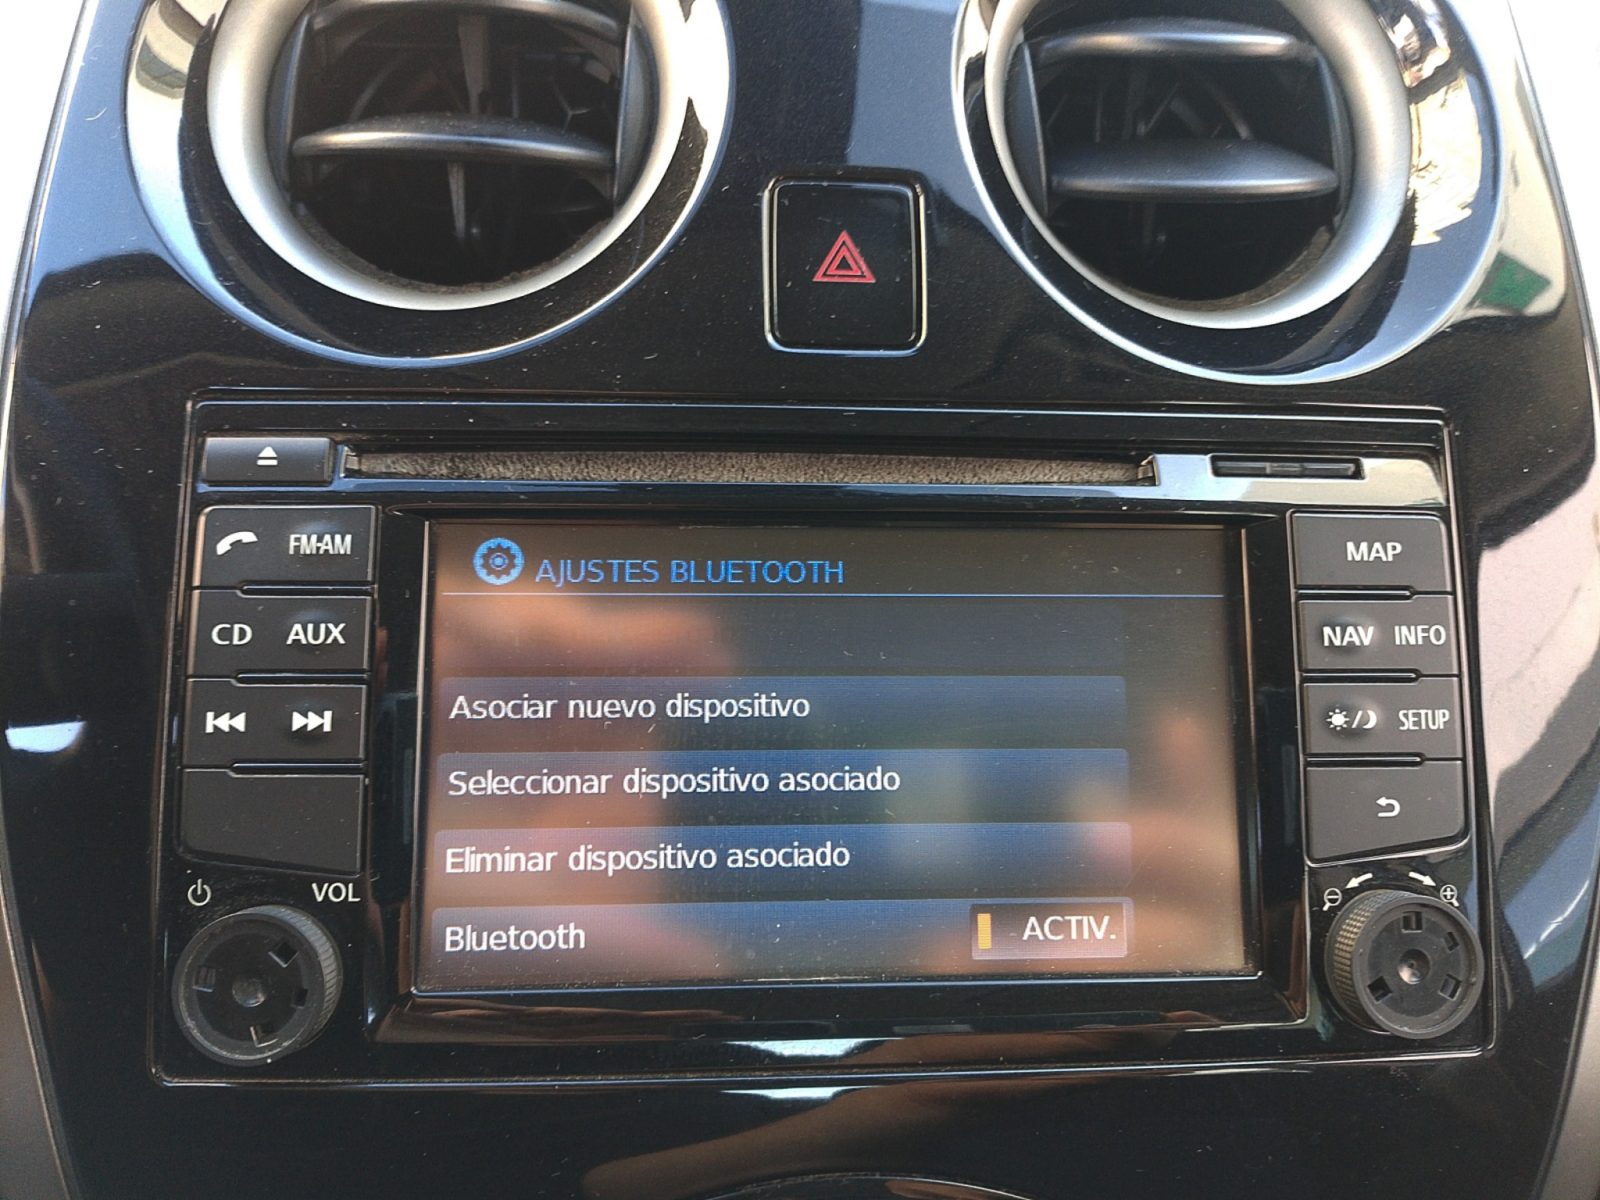 FM·AM
CD AUX
VOL
AJUSTES BLUETOOTH
Asociar nuevo dispositivo
Seleccionar dispositivo asociado
Eliminar dispositivo asociado
Bluetooth ACTIV.
MAP
NAV INFO
SETUP